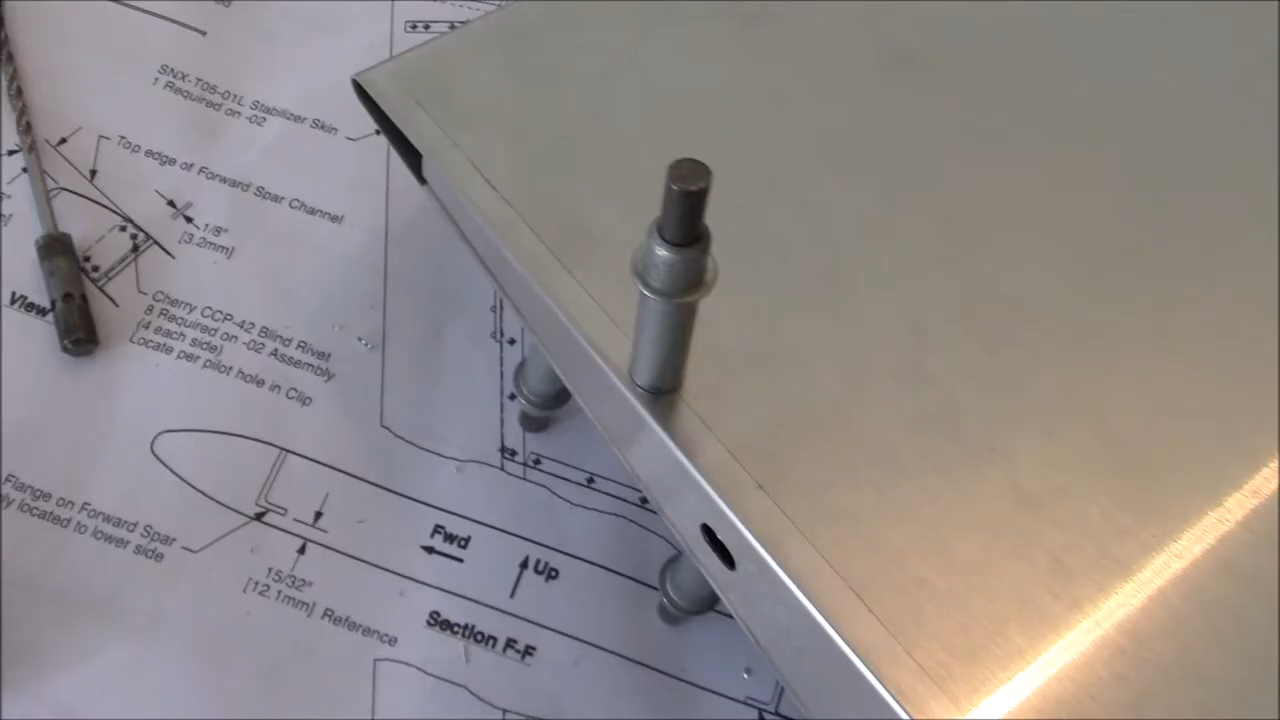 SNX-T05-01L Stabilizer Skin
1 Required on -02
Top edge of Forward Spar Channel
1/8"
[3.2mm]
View
Cherry CCP-42 Blind Rivet
8 Required on -02 Assembly
(4 each side)
Locate per pilot hole in Clip
Flange on Forward Spar
located to lower side
Fwd
Up
15/32"
[12.1mm] Reference
Section F-F